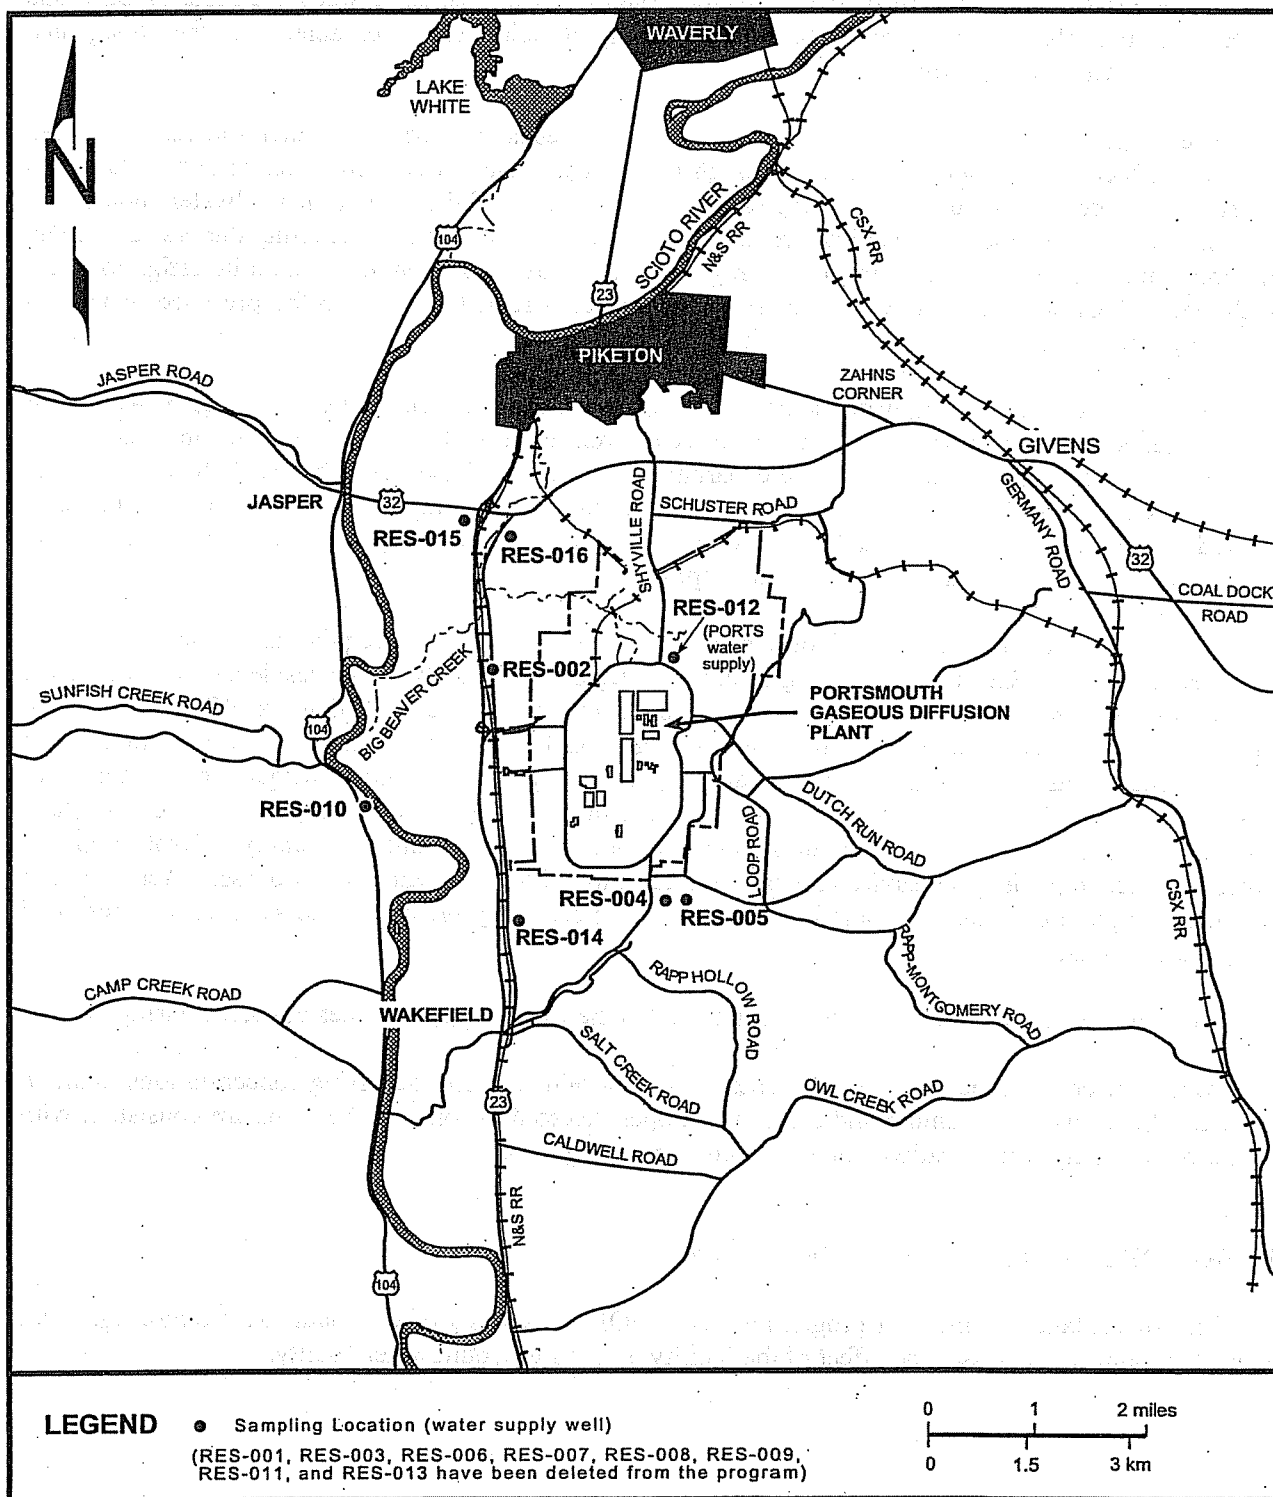 WAVERLY
LAKE
WHITE
N
104
SCIOTO RIVER
N&S RR
CSX RR
23
PIKETON
JASPER ROAD
ZAHNS
CORNER
GIVENS
JASPER
32
SHYVILLE ROAD
SCHUSTER ROAD
GERMANY ROAD
RES-015
RES-016
32
COAL DOCK
ROAD
RES-012
(PORTS
water
supply)
RES-002
BIG BEAVER CREEK
SUNFISH CREEK ROAD
104
PORTSMOUTH
GASEOUS DIFFUSION
PLANT
RES-010
LOOP ROAD
DUTCH RUN ROAD
RES-004
RES-005
CSX RR
RES-014
RAPP HOLLOW ROAD
RAPP-MONTGOMERY ROAD
CAMP CREEK ROAD
WAKEFIELD
SALT CREEK ROAD
OWL CREEK ROAD
23
CALDWELL ROAD
N&S RR
104
LEGEND
Sampling Location (water supply well)
(RES-001, RES-003, RES-006, RES-007, RES-008, RES-009,
RES-011, and RES-013 have been deleted from the program)
0 1 2 miles
0 1.5 3 km